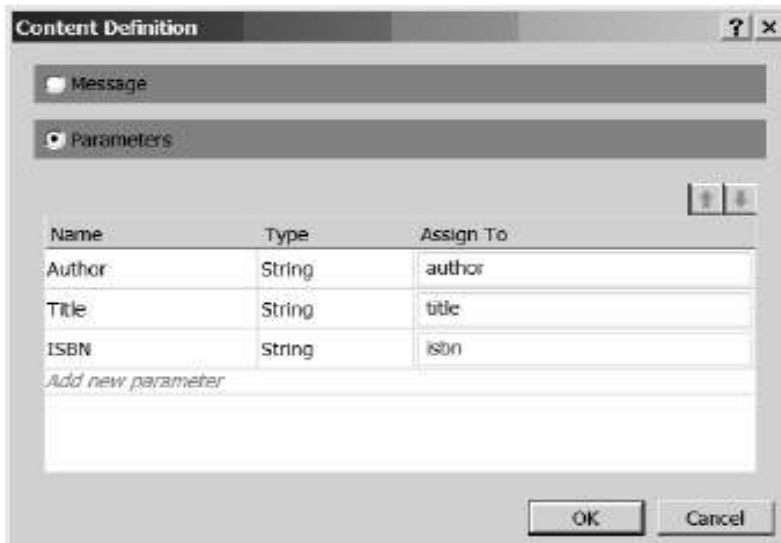 Content Definition
Message
Parameters
Name Type Assign To
Author String author
Title String title
ISBN String isbn
Add new parameter
OK Cancel